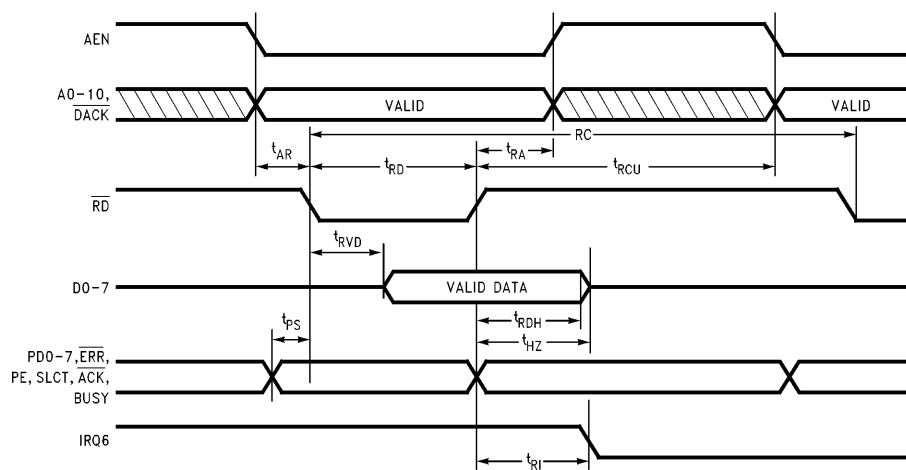 AEN
A0-10,
DACK
VALID
VALID
RC
tAR
tRD
tRA
tRCU
RD
tRVD
D0-7
VALID DATA
tRDH
tHZ
tPS
PD0-7,ERR,
PE, SLCT, ACK,
BUSY
IRQ6
tRI